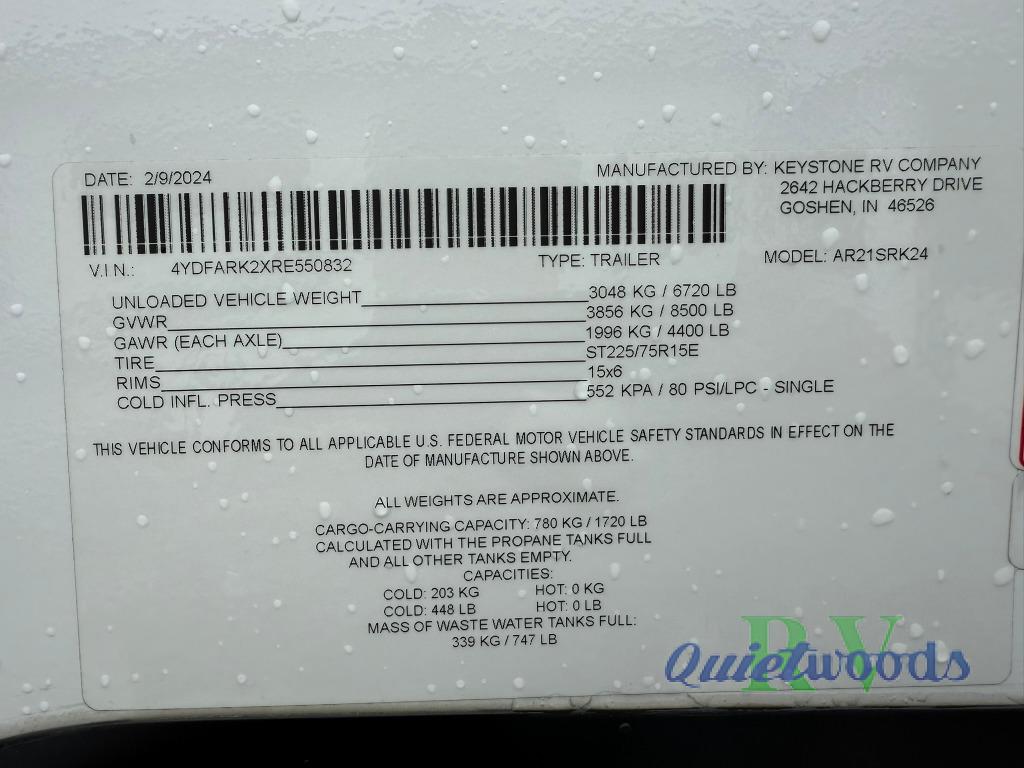 DATE: 2/9/2024
MANUFACTURED BY: KEYSTONE RV COMPANY
2642 HACKBERRY DRIVE
GOSHEN, IN 46526
V.I.N.: 4YDFARK2XRE550832 TYPE: TRAILER MODEL: AR21SRK24
UNLOADED VEHICLE WEIGHT 3048 KG / 6720 LB
GVWR 3856 KG / 8500 LB
GAWR (EACH AXLE) 1996 KG / 4400 LB
TIRE ST225/75R15E
RIMS 15x6
COLD INFL. PRESS 552 KPA / 80 PSI/LPC - SINGLE
THIS VEHICLE CONFORMS TO ALL APPLICABLE U.S. FEDERAL MOTOR VEHICLE SAFETY STANDARDS IN EFFECT ON THE
DATE OF MANUFACTURE SHOWN ABOVE.
ALL WEIGHTS ARE APPROXIMATE.
CARGO-CARRYING CAPACITY: 780 KG / 1720 LB
CALCULATED WITH THE PROPANE TANKS FULL
AND ALL OTHER TANKS EMPTY.
CAPACITIES:
COLD: 203 KG HOT: 0 KG
COLD: 448 LB HOT: 0 LB
MASS OF WASTE WATER TANKS FULL:
339 KG / 747 LB
RV
Quietwoods